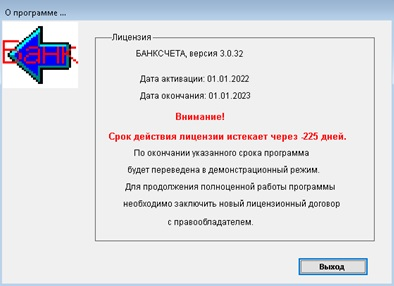 О программе ...
Банк
Лицензия
БАНКСЧЕТА, версия 3.0.32
Дата активации: 01.01.2022
Дата окончания: 01.01.2023
Внимание!
Срок действия лицензии истекает через -225 дней.
По окончании указанного срока программа
будет переведена в демонстрационный режим.
Для продолжения полноценной работы программы
необходимо заключить новый лицензионный договор
с правообладателем.
Выход